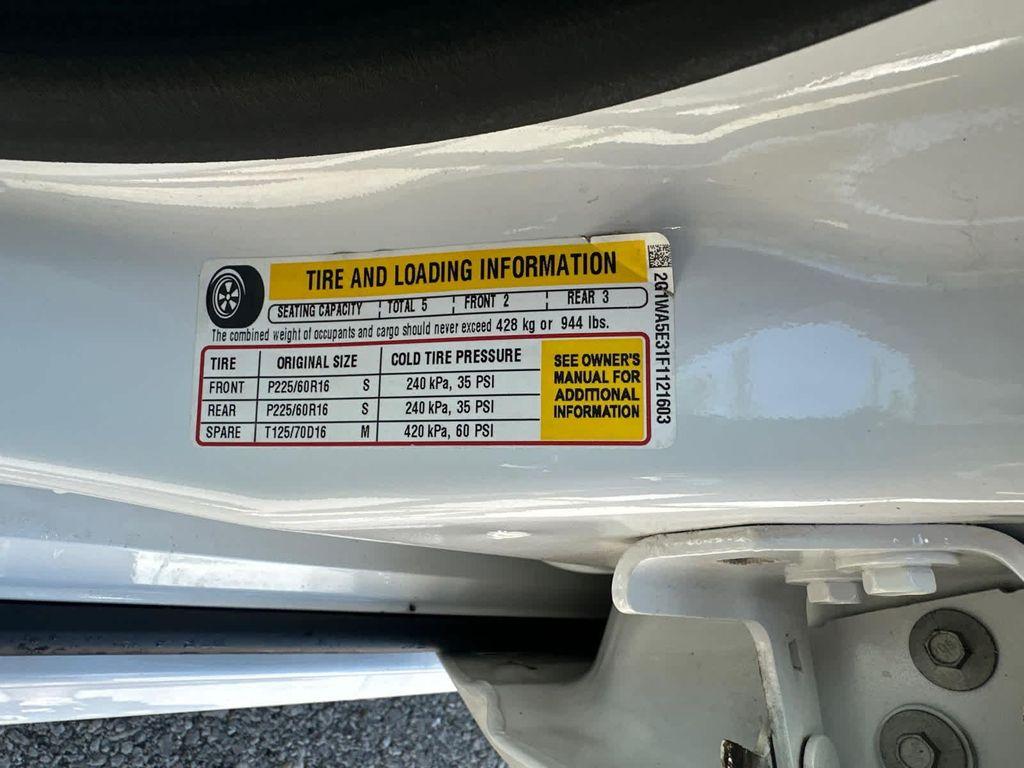 TIRE AND LOADING INFORMATION
SEATING CAPACITY TOTAL 5 FRONT 2 REAR 3
The combined weight of occupants and cargo should never exceed 428 kg or 944 lbs.
TIRE ORIGINAL SIZE COLD TIRE PRESSURE
FRONT P225/60R16 S 240 kPa, 35 PSI
REAR P225/60R16 S 240 kPa, 35 PSI
SPARE T125/70D16 M 420 kPa, 60 PSI
SEE OWNER'S
MANUAL FOR
ADDITIONAL
INFORMATION
2G1WA5E31F1121603